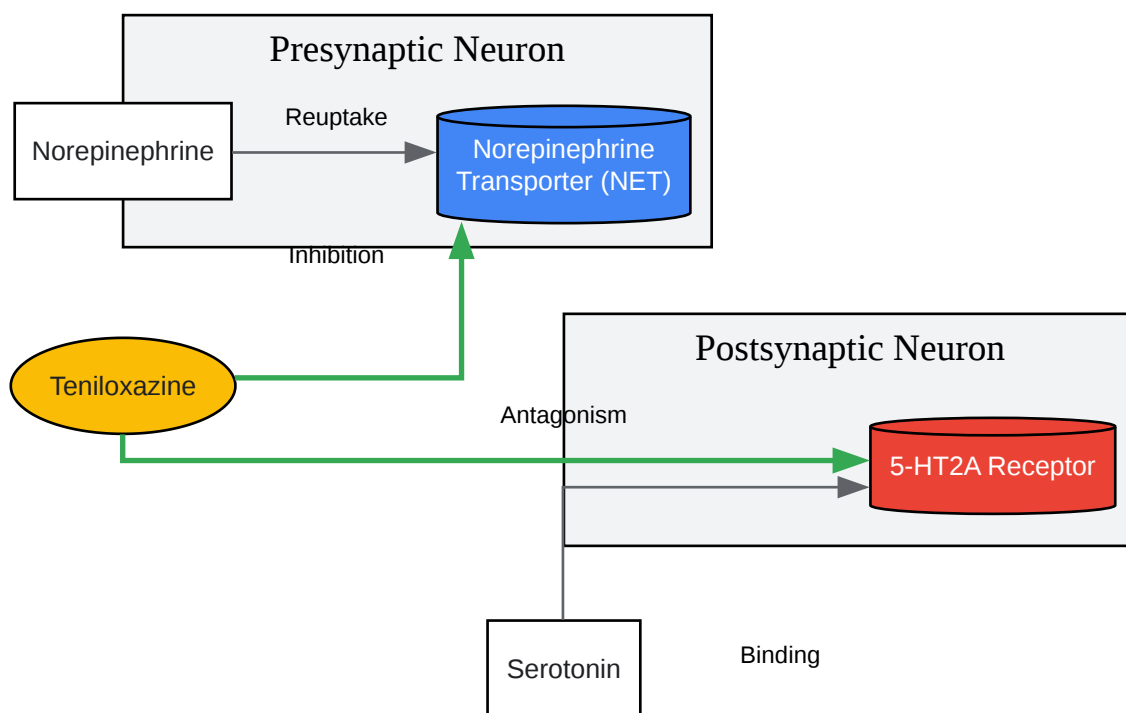 Presynaptic Neuron
Reuptake
Norepinephrine
Norepinephrine
Transporter (NET)
Inhibition
Postsynaptic Neuron
Teniloxazine
Antagonism
5-HT2A Receptor
Serotonin
Binding